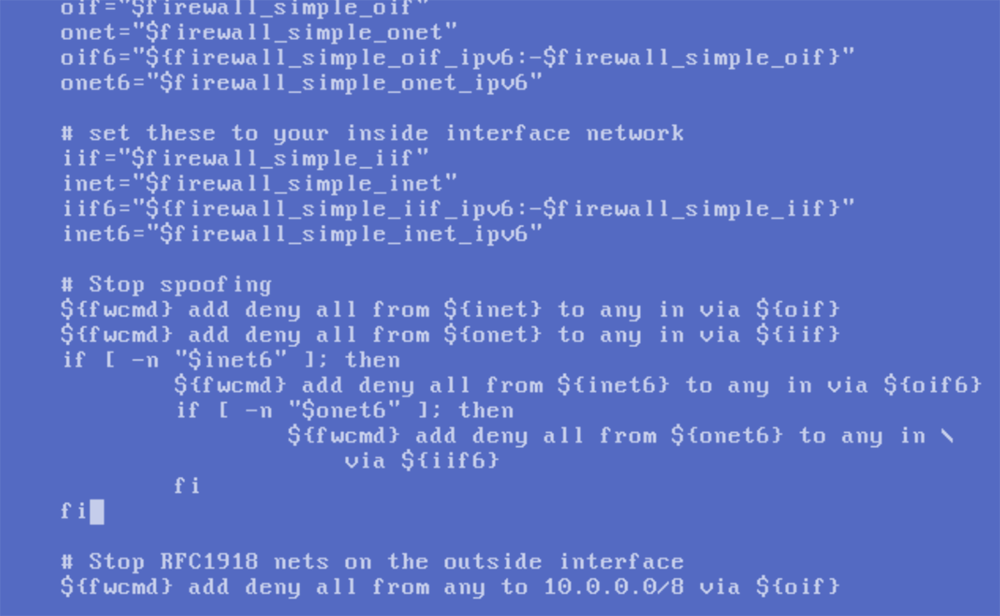 oif="$firewall_simple_oif"
onet="$firewall_simple_onet"
oif6="${firewall_simple_oif_ipv6:-$firewall_simple_oif}"
onet6="$firewall_simple_onet_ipv6"
# set these to your inside interface network
iif="$firewall_simple_iif"
inet="$firewall_simple_inet"
iif6="${firewall_simple_iif_ipv6:-$firewall_simple_iif}"
inet6="$firewall_simple_inet_ipv6"
# Stop spoofing
${fwcmd} add deny all from ${inet} to any in via ${oif}
${fwcmd} add deny all from ${onet} to any in via ${iif}
if [ -n "$inet6" ]; then
${fwcmd} add deny all from ${inet6} to any in via ${oif6}
if [ -n "$onet6" ]; then
${fwcmd} add deny all from ${onet6} to any in \
via ${iif6}
fi
fi
# Stop RFC1918 nets on the outside interface
${fwcmd} add deny all from any to 10.0.0.0/8 via ${oif}